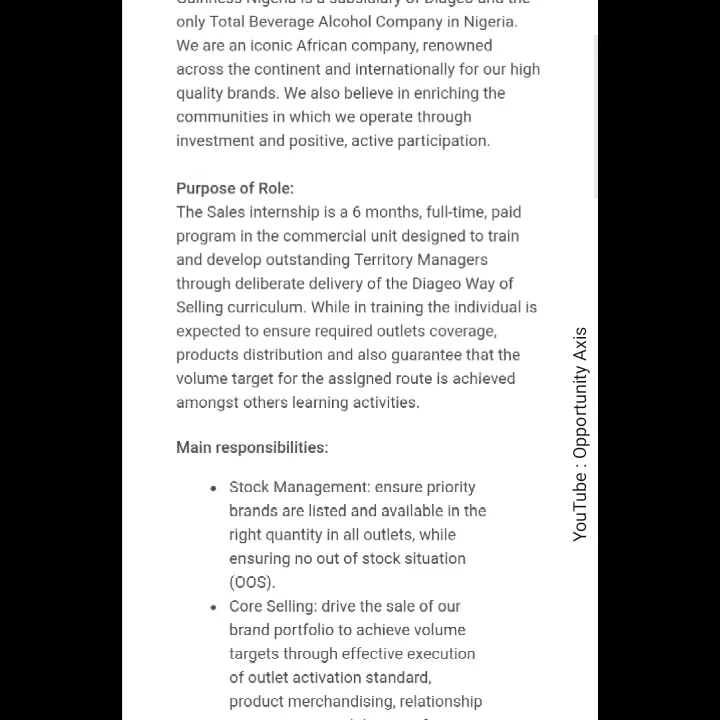 Guinness Nigeria is a subsidiary of Diageo and the
only Total Beverage Alcohol Company in Nigeria.
We are an iconic African company, renowned
across the continent and internationally for our high
quality brands. We also believe in enriching the
communities in which we operate through
investment and positive, active participation.
Purpose of Role:
The Sales internship is a 6 months, full-time, paid
program in the commercial unit designed to train
and develop outstanding Territory Managers
through deliberate delivery of the Diageo Way of
Selling curriculum. While in training the individual is
expected to ensure required outlets coverage,
products distribution and also guarantee that the
volume target for the assigned route is achieved
amongst others learning activities.
Main responsibilities:
• Stock Management: ensure priority
brands are listed and available in the
right quantity in all outlets, while
ensuring no out of stock situation
(OOS).
• Core Selling: drive the sale of our
brand portfolio to achieve volume
targets through effective execution
of outlet activation standard,
product merchandising, relationship
YouTube : Opportunity Axis